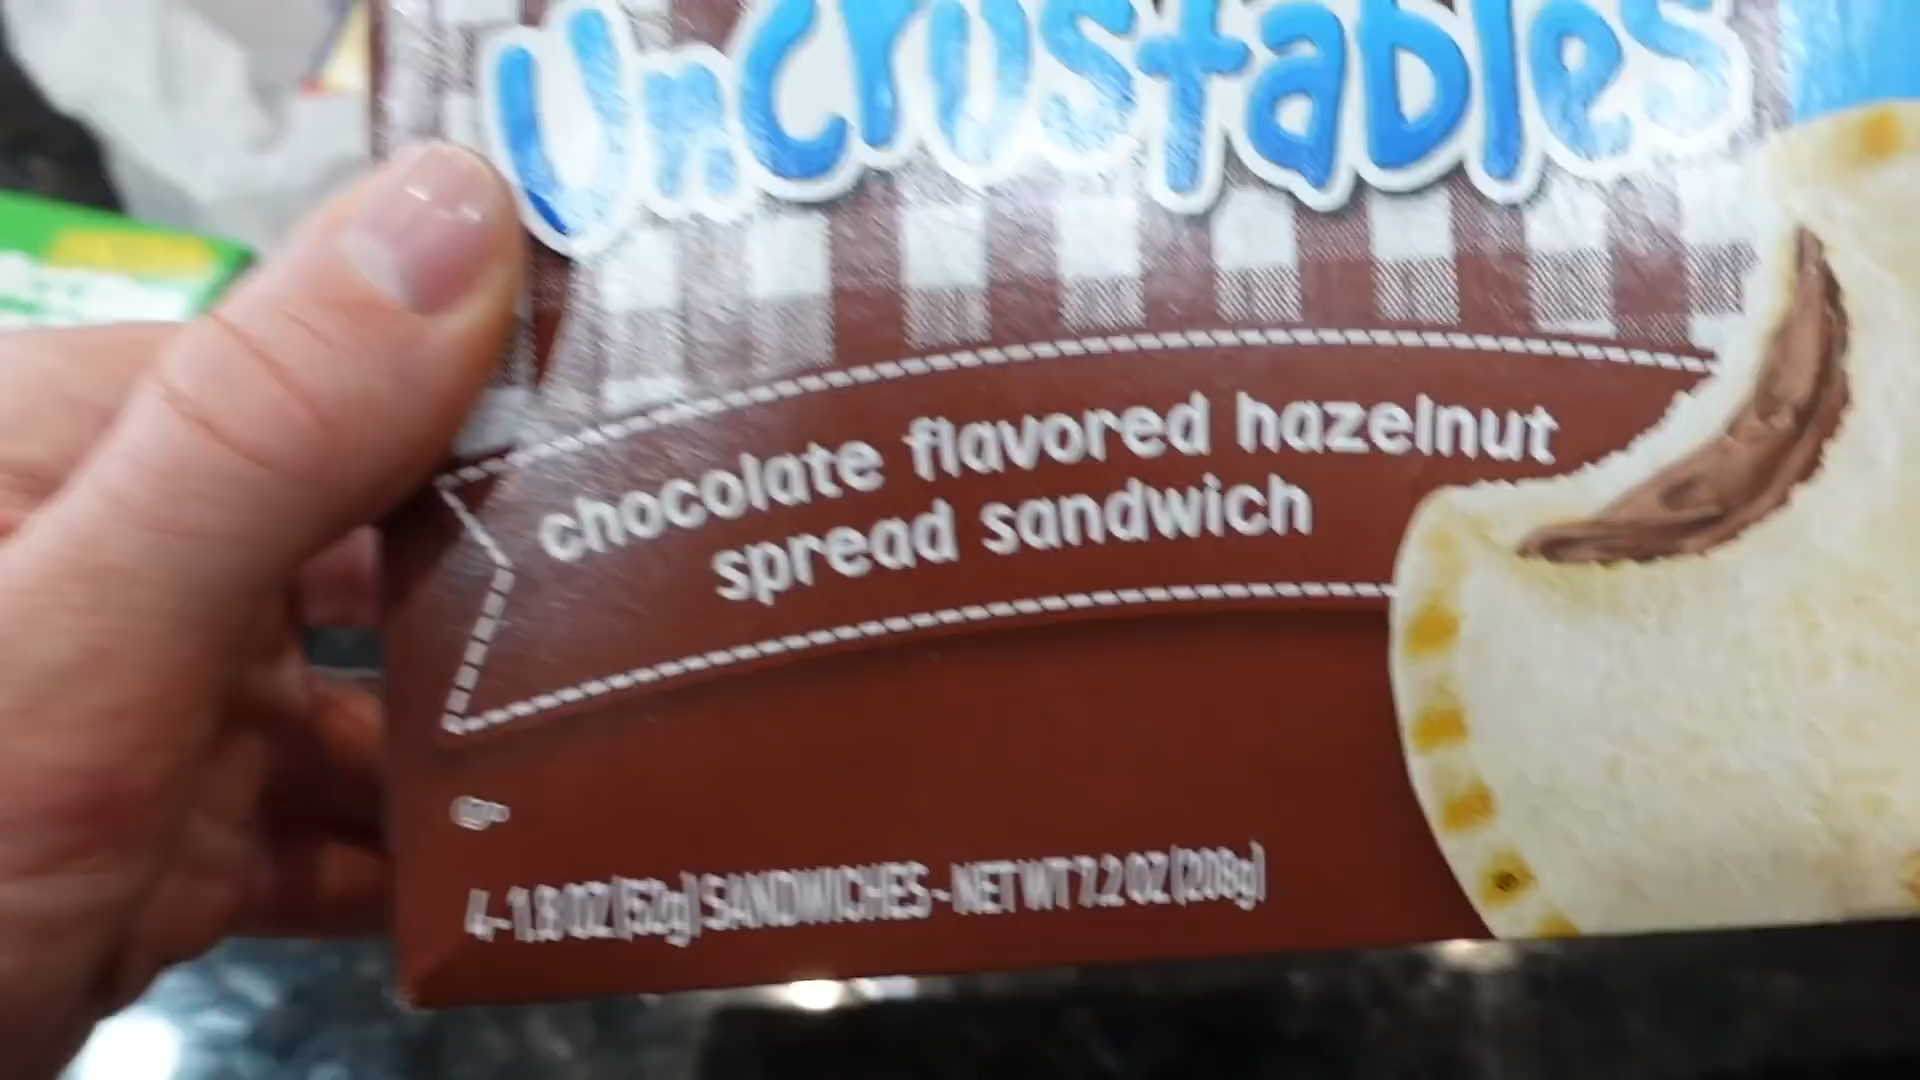 Uncrustables
chocolate flavored hazelnut
spread sandwich
4-1.8 OZ (52g) SANDWICHES - NET WT 7.2 OZ (208g)